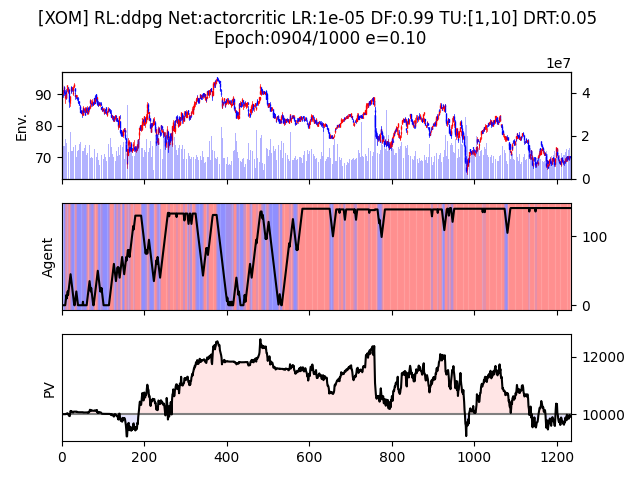 [XOM] RL:ddpg Net:actorcritic LR:1e-05 DF:0.99 TU:[1,10] DRT:0.05
Epoch:0904/1000 e=0.10
1e7
Env.
90
80
70
4
2
0
Agent
100
0
PV
12000
10000
0 200 400 600 800 1000 1200